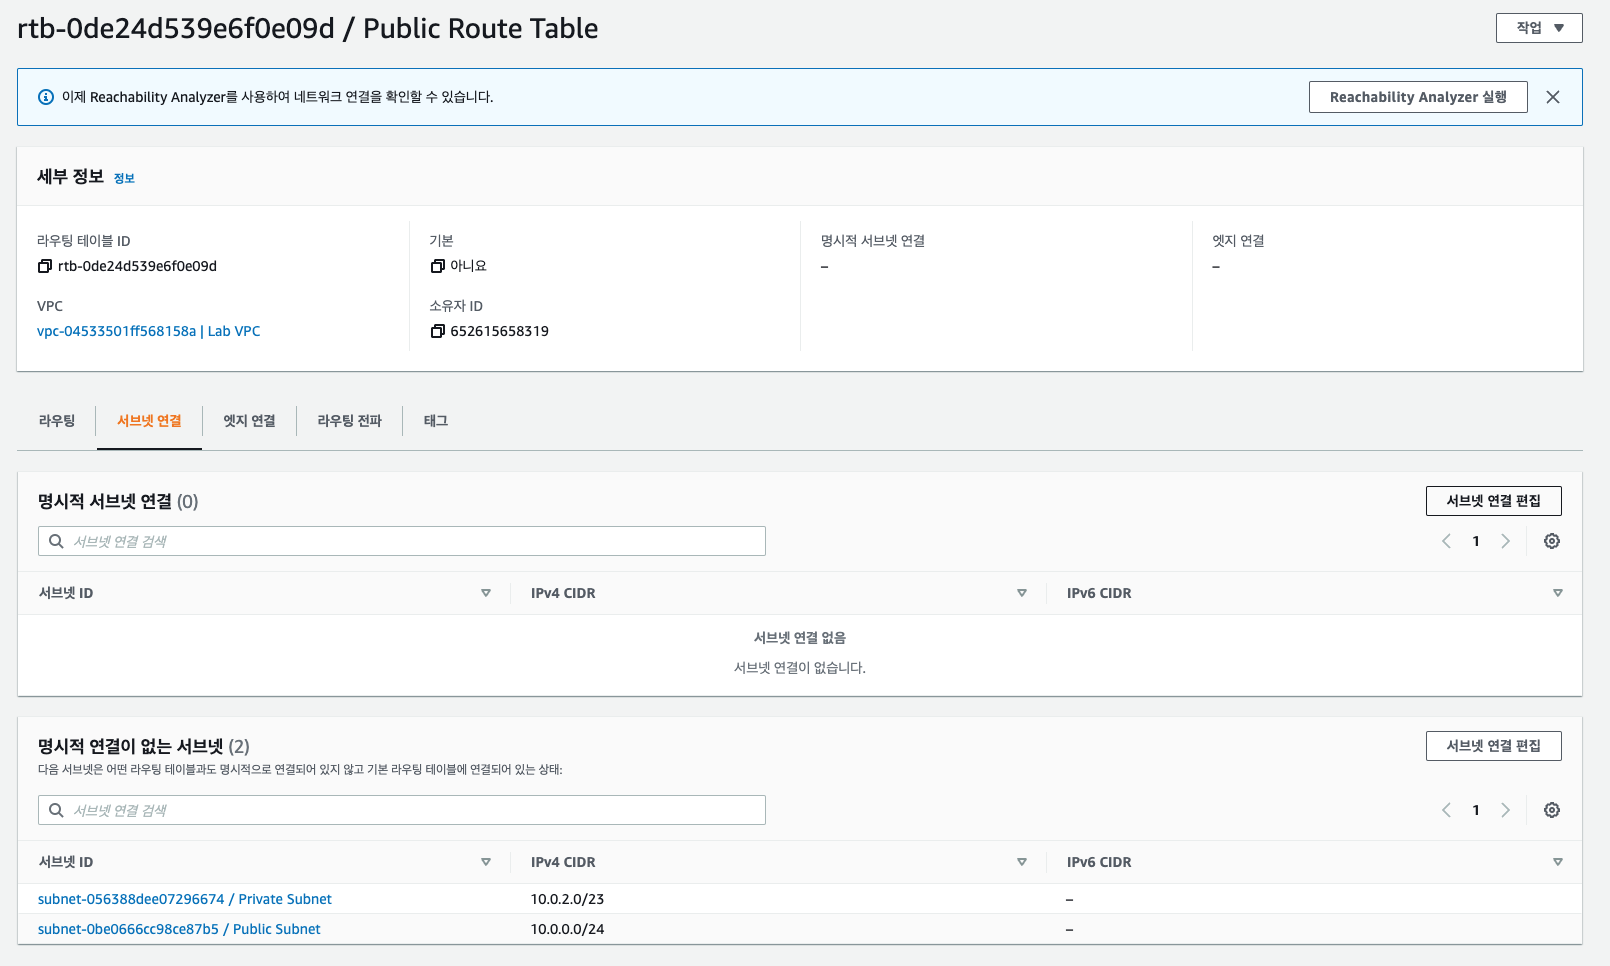 rtb-0de24d539e6f0e09d / Public Route Table
작업
이제 Reachability Analyzer를 사용하여 네트워크 연결을 확인할 수 있습니다.
Reachability Analyzer 실행
세부 정보 정보
라우팅 테이블 ID
rtb-0de24d539e6f0e09d
기본
아니요
명시적 서브넷 연결
–
엣지 연결
–
VPC
vpc-04533501ff568158a | Lab VPC
소유자 ID
652615658319
라우팅 서브넷 연결 엣지 연결 라우팅 전파 태그
명시적 서브넷 연결 (0)
서브넷 연결 편집
서브넷 연결 검색
1
서브넷 ID IPv4 CIDR IPv6 CIDR
서브넷 연결 없음
서브넷 연결이 없습니다.
명시적 연결이 없는 서브넷 (2)
서브넷 연결 편집
다음 서브넷은 어떤 라우팅 테이블과도 명시적으로 연결되어 있지 않고 기본 라우팅 테이블에 연결되어 있는 상태:
서브넷 연결 검색
1
서브넷 ID IPv4 CIDR IPv6 CIDR
subnet-056388dee07296674 / Private Subnet 10.0.2.0/23 –
subnet-0be0666cc98ce87b5 / Public Subnet 10.0.0.0/24 –